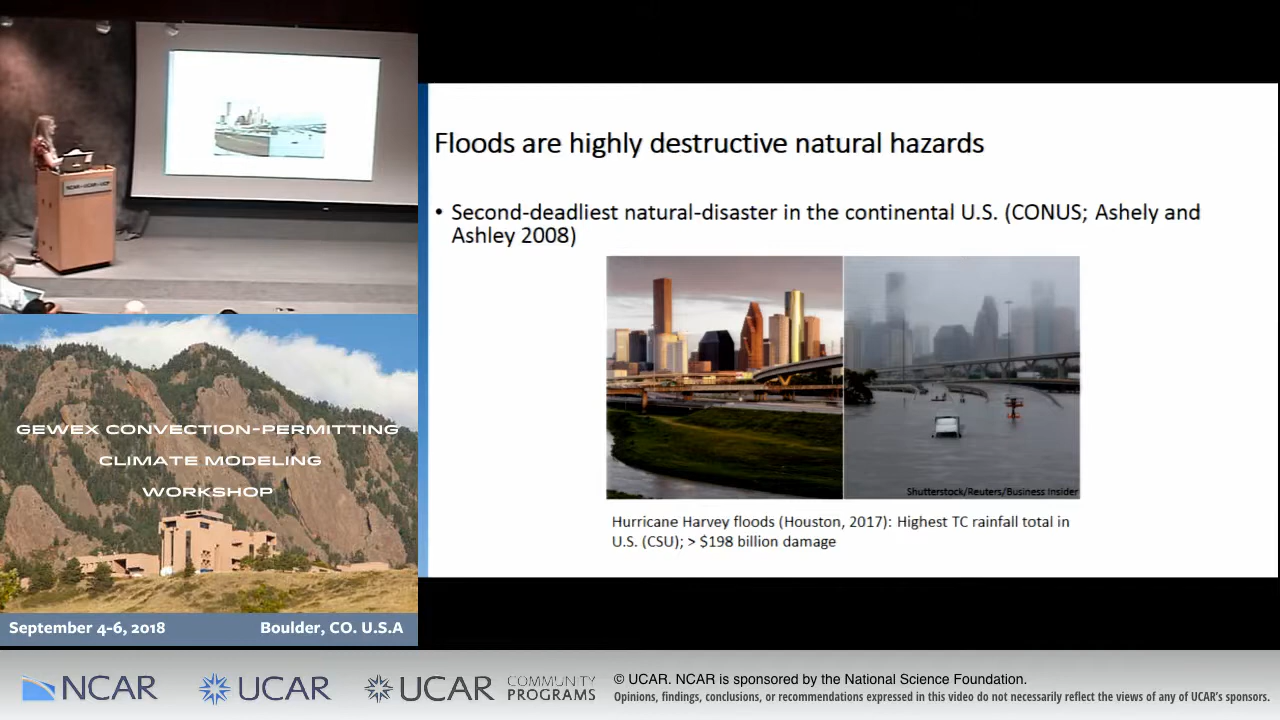 NCAR UCAR UCP
GEWEX CONVECTION-PERMITTING
CLIMATE MODELING
WORKSHOP
September 4-6, 2018
Boulder, CO. U.S.A
Floods are highly destructive natural hazards
• Second-deadliest natural-disaster in the continental U.S. (CONUS; Ashely and
Ashley 2008)
Shutterstock/Reuters/Business Insider
Hurricane Harvey floods (Houston, 2017): Highest TC rainfall total in
U.S. (CSU); > $198 billion damage
NCAR
UCAR
UCAR
COMMUNITY
PROGRAMS
© UCAR. NCAR is sponsored by the National Science Foundation.
Opinions, findings, conclusions, or recommendations expressed in this video do not necessarily reflect the views of any of UCAR's sponsors.